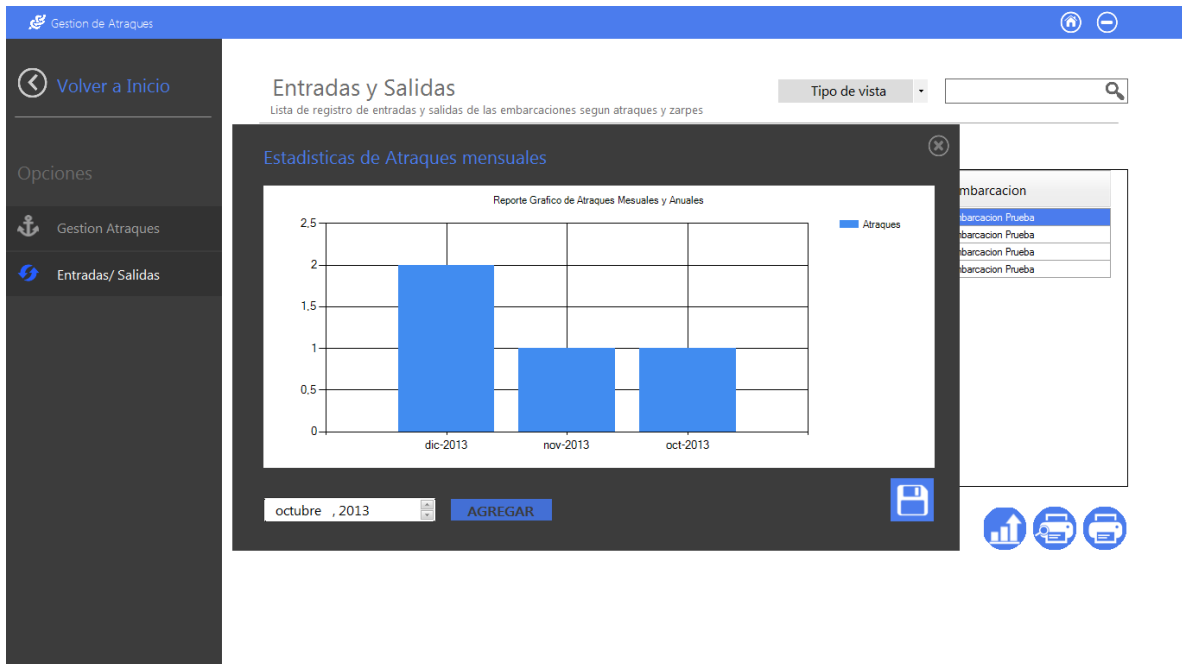 Gestion de Atraques
Volver a Inicio
Opciones
Gestion Atraques
Entradas/ Salidas
Entradas y Salidas
Lista de registro de entradas y salidas de las embarcaciones segun atraques y zarpes
Tipo de vista
Estadisticas de Atraques mensuales
Reporte Grafico de Atraques Mesuales y Anuales
2,5
2
1,5
1
0,5
0
dic-2013 nov-2013 oct-2013
Atraques
octubre , 2013
AGREGAR
mbarcacion
mbarcacion Prueba
mbarcacion Prueba
mbarcacion Prueba
mbarcacion Prueba